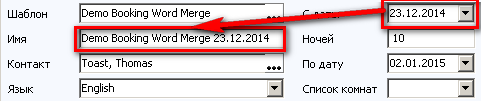 Шаблон Demo Booking Word Merge ... С даты 23.12.2014
Имя Demo Booking Word Merge 23.12.2014 Ночей 10
Контакт Toast, Thomas ... По дату 02.01.2015
Язык English Список комнат